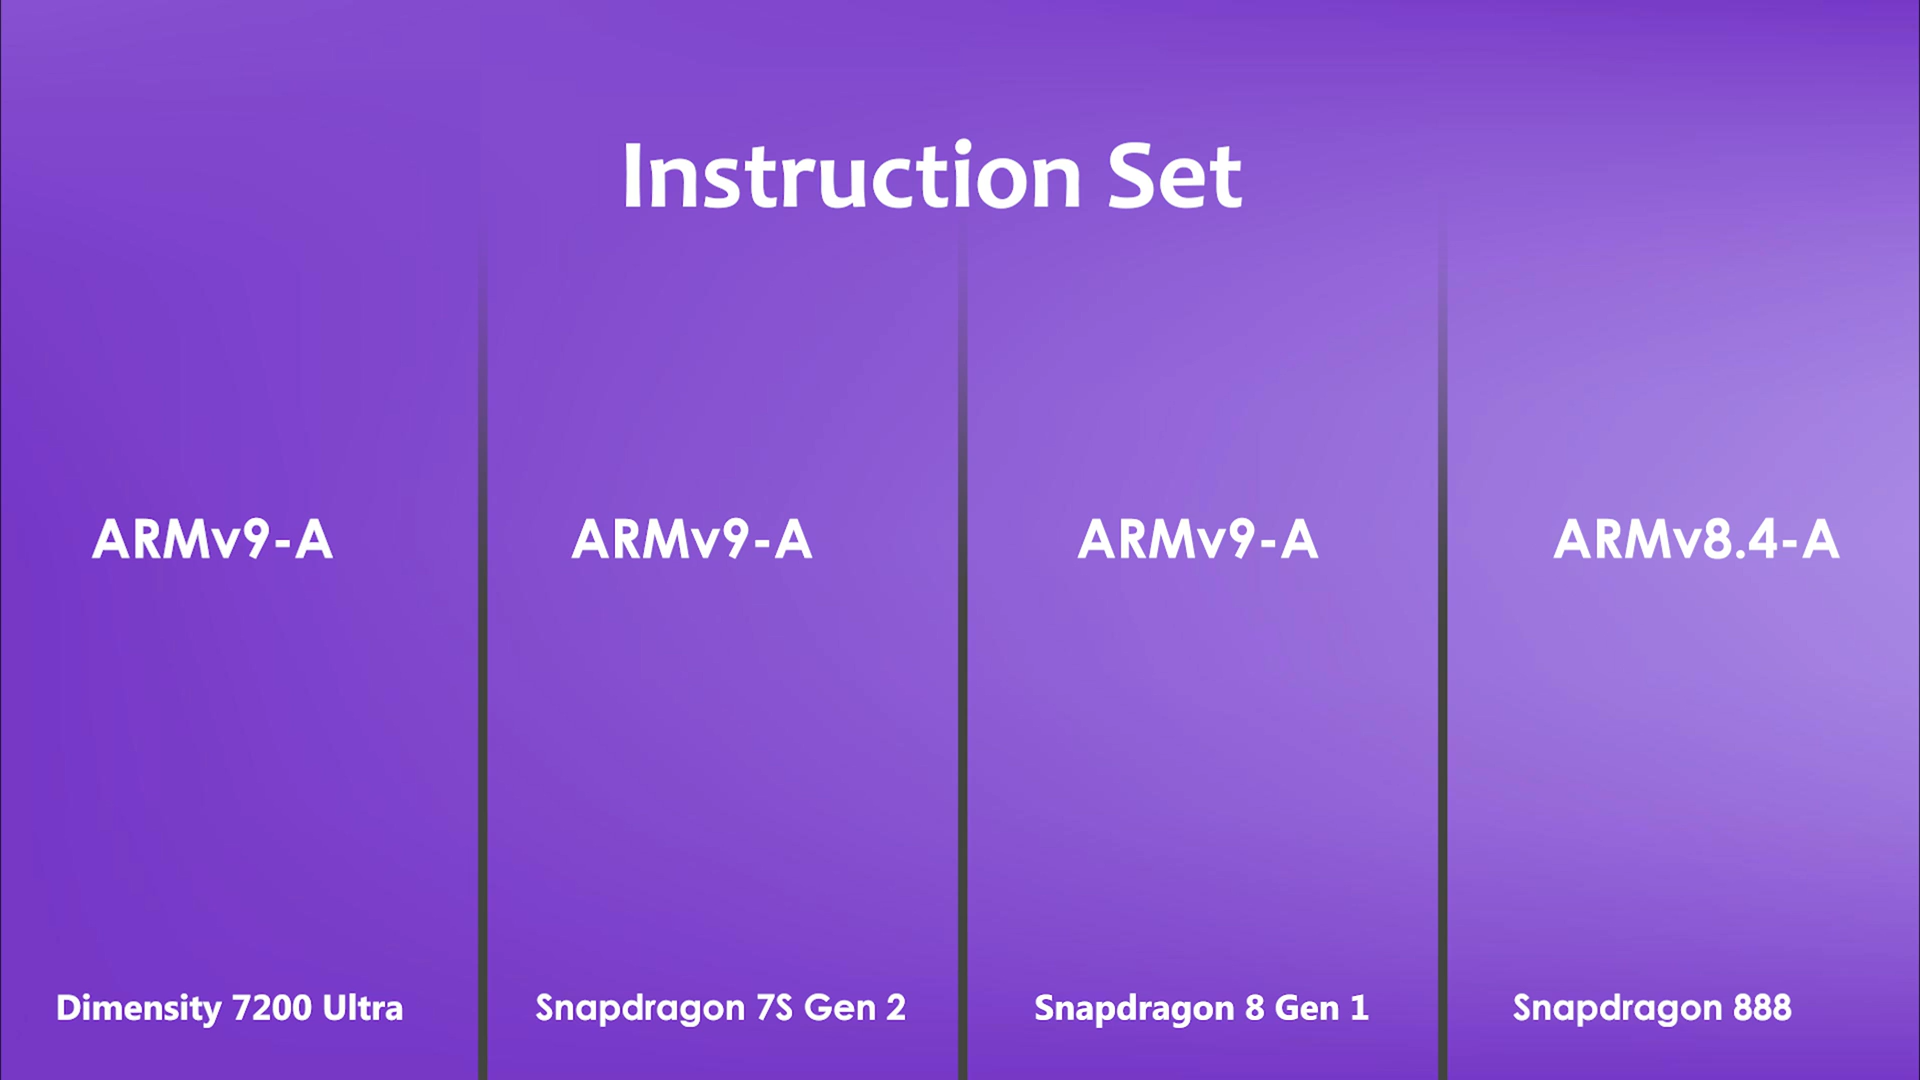 Instruction Set
ARMv9-A
ARMv9-A
ARMv9-A
ARMv8.4-A
Dimensity 7200 Ultra
Snapdragon 7S Gen 2
Snapdragon 8 Gen 1
Snapdragon 888